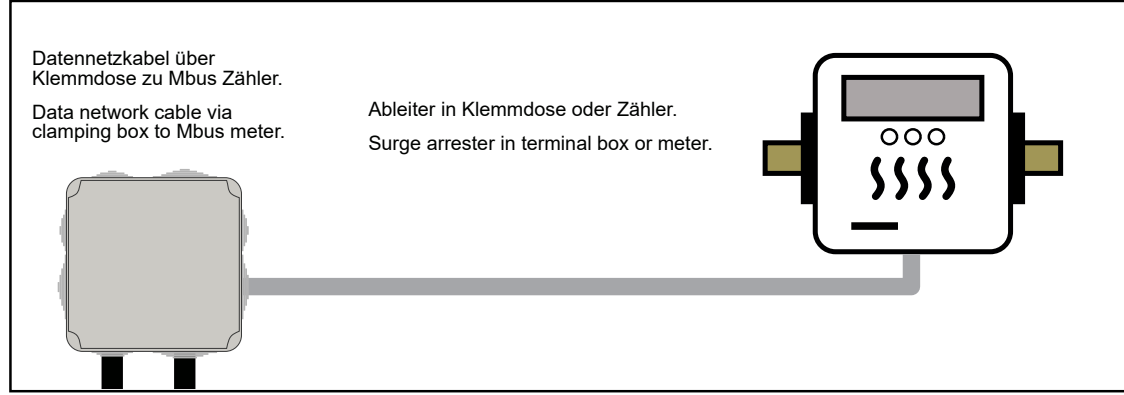 Datennetzkabel über
Klemmdose zu Mbus Zähler.
Data network cable via
clamping box to Mbus meter.
Ableiter in Klemmdose oder Zähler.
Surge arrester in terminal box or meter.